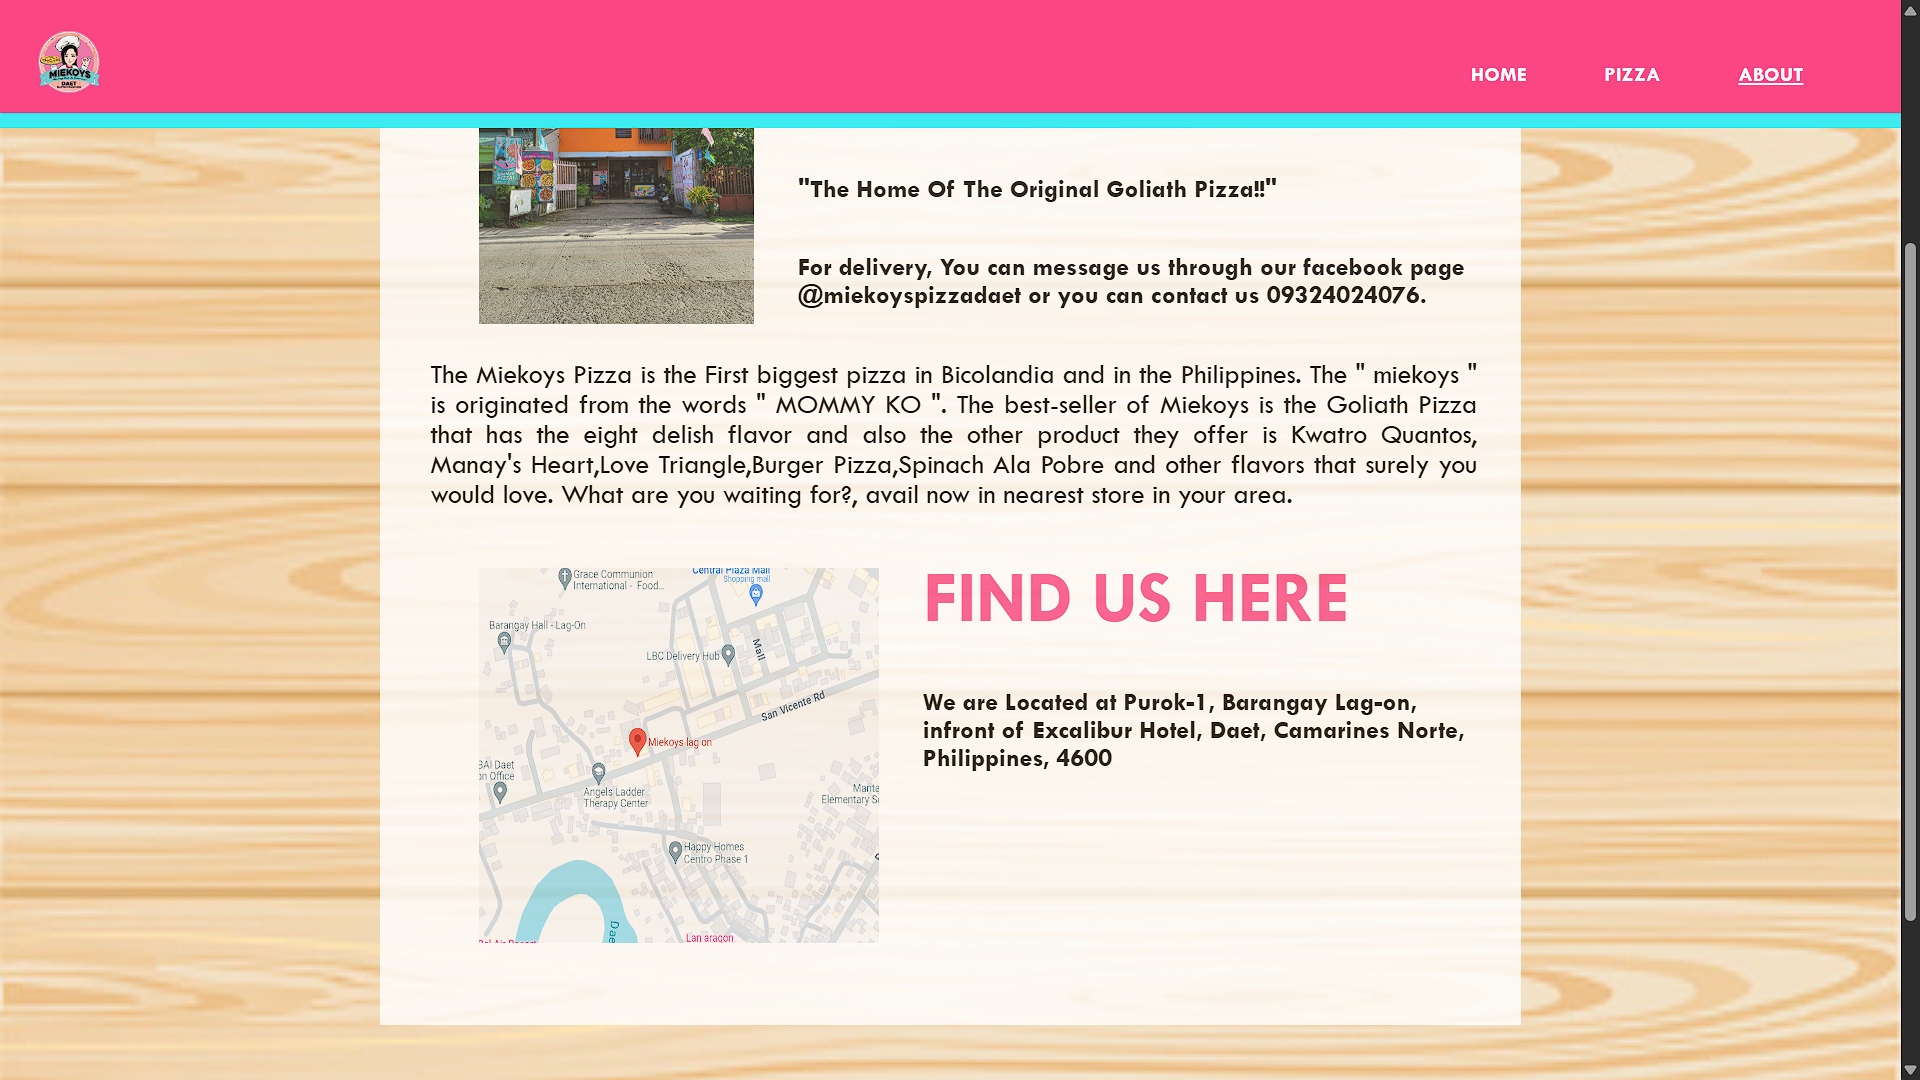 MIEKOYS
DAET
HOME
PIZZA
ABOUT
"The Home Of The Original Goliath Pizza!!"
For delivery, You can message us through our facebook page
@miekoyspizzadaet or you can contact us 09324024076.
The Miekoys Pizza is the First biggest pizza in Bicolandia and in the Philippines. The " miekoys "
is originated from the words " MOMMY KO ". The best-seller of Miekoys is the Goliath Pizza
that has the eight delish flavor and also the other product they offer is Kwatro Quantos,
Manay's Heart,Love Triangle,Burger Pizza,Spinach Ala Pobre and other flavors that surely you
would love. What are you waiting for?, avail now in nearest store in your area.
Grace Communion
International - Food...
Central Plaza Mall
Shopping mall
Barangay Hall - Lag-On
LBC Delivery Hub
Mall
San Vicente Rd
Miekoys lag on
BAI Daet
on Office
Angels Ladder
Therapy Center
Manta
Elementary S
Happy Homes
Centro Phase 1
Dae
Lan aragon
FIND US HERE
We are Located at Purok-1, Barangay Lag-on,
infront of Excalibur Hotel, Daet, Camarines Norte,
Philippines, 4600